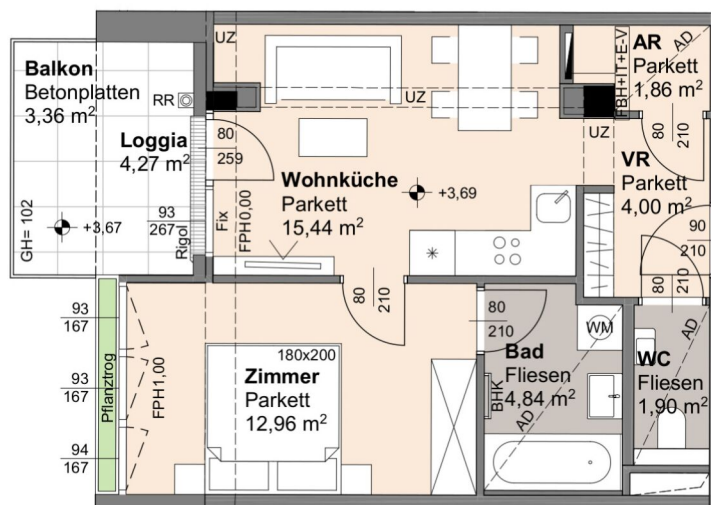 UZ
AR
Parkett
1,86 m²
AD
FBH+IT+E-V
Balkon
Betonplatten
3,36 m²
RR
UZ
UZ
Loggia
4,27 m²
80
259
80
210
VR
Parkett
4,00 m²
Wohnküche
Parkett
15,44 m²
+3,69
GH= 102
+3,67
93
267
Rigol
Fix
FPH0,00
90
210
*
80
210
80
210
93
167
80
210
WM
AD
180x200
Zimmer
Parkett
12,96 m²
Bad
Fliesen
4,84 m²
WC
Fliesen
1,90 m²
93
167
Pflanztrog
FPH1,00
BHK
AD
94
167